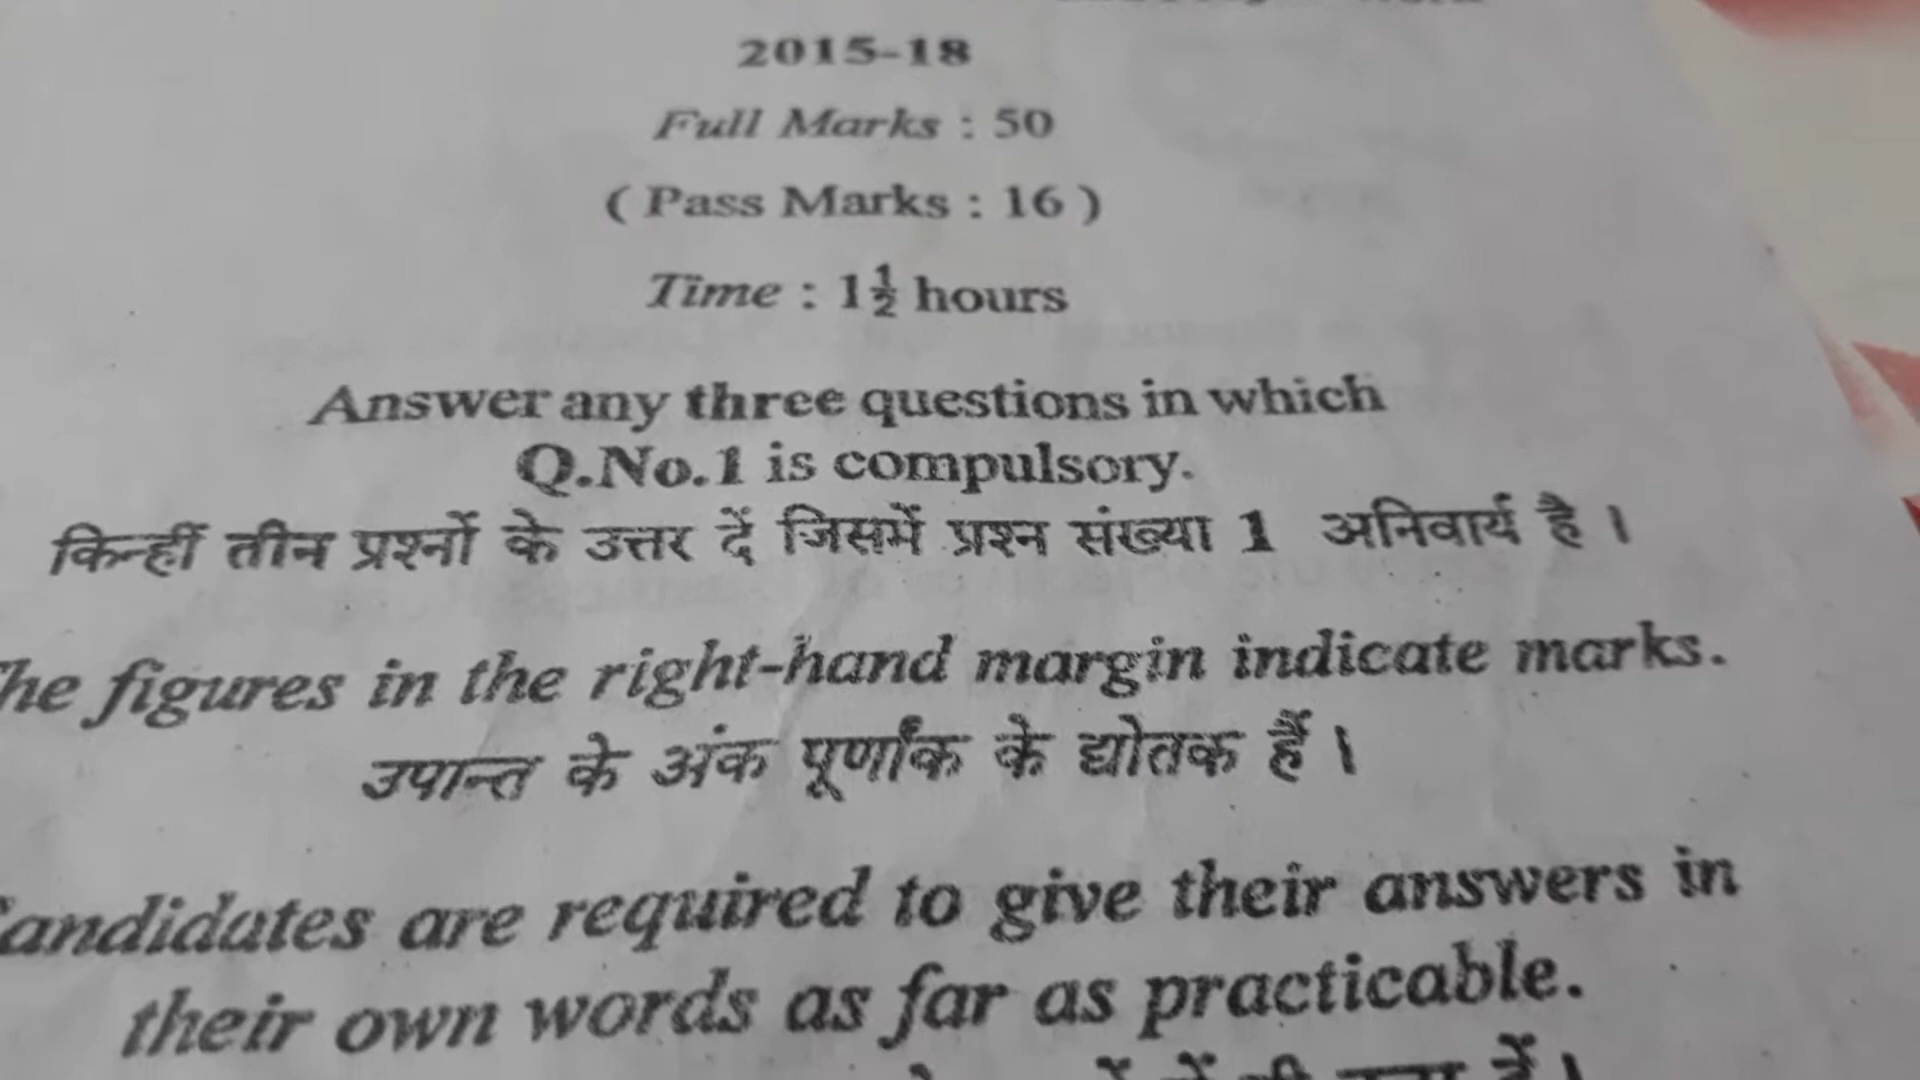 2015-18
Full Marks : 50
( Pass Marks : 16 )
Time : 1½ hours
Answer any three questions in which
Q.No.1 is compulsory.
किन्हीं तीन प्रश्नों के उत्तर दें जिसमें प्रश्न संख्या 1 अनिवार्य है ।
he figures in the right-hand margin indicate marks.
उपान्त के अंक पूर्णांक के द्योतक हैं ।
andidates are required to give their answers in
their own words as far as practicable.